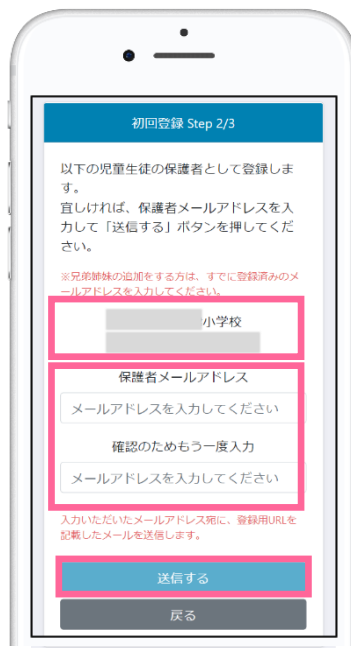 初回登録 Step 2/3
以下の児童生徒の保護者として登録しま
す。
宜しければ、保護者メールアドレスを入
力して「送信する」ボタンを押してくだ
さい。
※兄弟姉妹の追加をする方は、すでに登録済みのメ
ールアドレスを入力してください。
小学校
保護者メールアドレス
メールアドレスを入力してください
確認のためもう一度入力
メールアドレスを入力してください
入力いただいたメールアドレス宛に、登録用URLを
記載したメールを送信します。
送信する
戻る